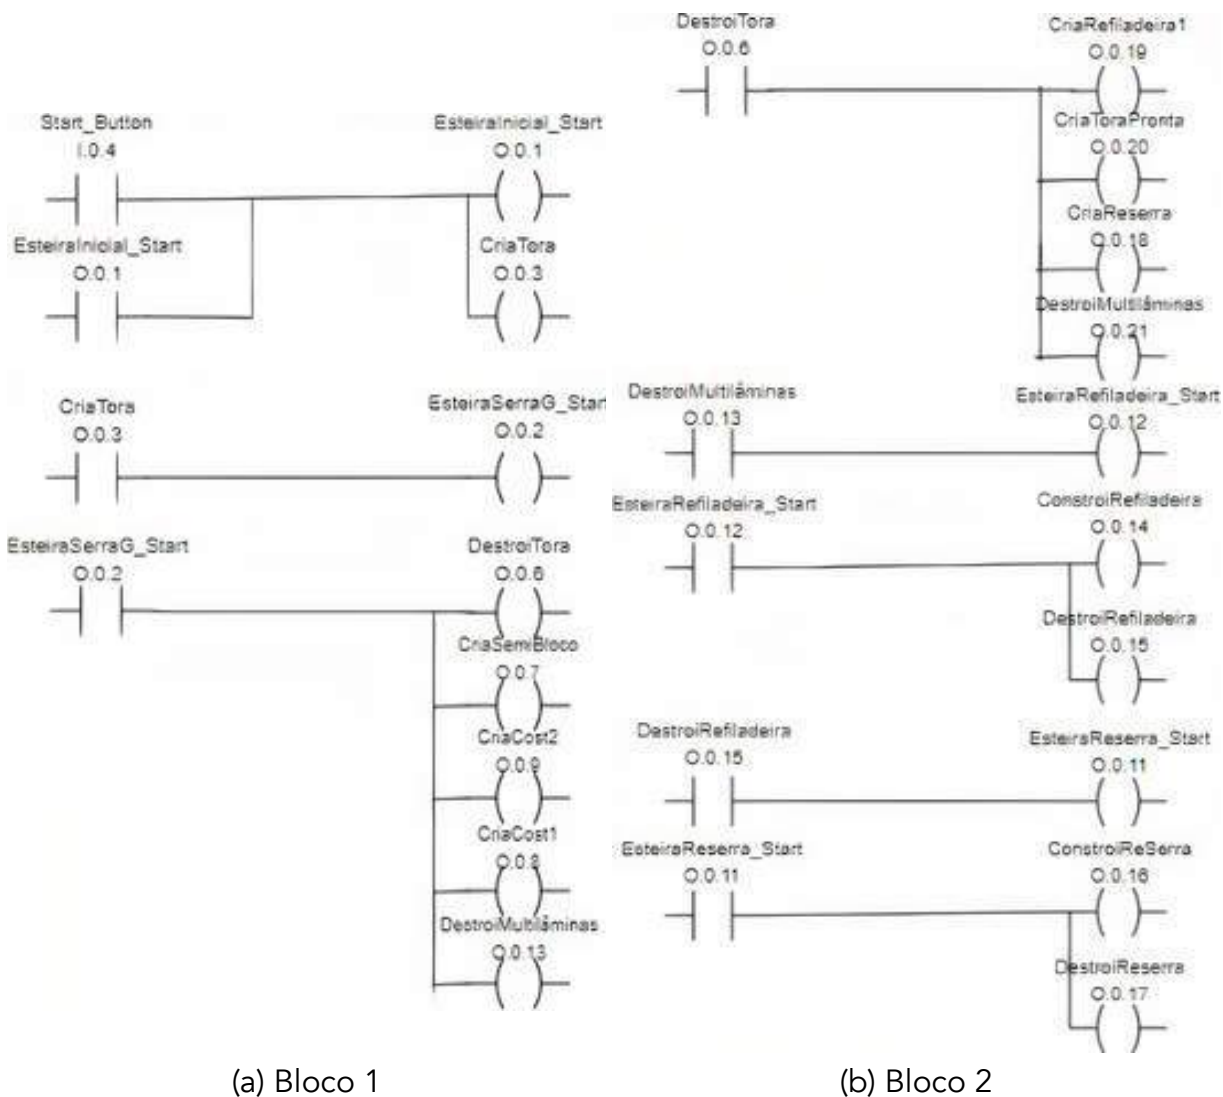 Start_Button
I.0.4
EsteiraInicial_Start
O.0.1
EsteiraInicial_Start
O.0.1
CriaTora
O.0.3
CriaTora
O.0.3
EsteiraSerraG_Start
O.0.2
EsteiraSerraG_Start
O.0.2
DestroiTora
O.0.6
CriaSemiBloco
O.0.7
CriaCost2
O.0.9
CriaCost1
O.0.8
DestroiMultilâminas
O.0.13
(a) Bloco 1
DestroiTora
O.0.6
CriaRefiladeira1
O.0.19
CriaToraPronta
O.0.20
CriaReserra
O.0.18
DestroiMultilâminas
O.0.21
DestroiMultilâminas
O.0.13
EsteiraRefiladeira_Start
O.0.12
EsteiraRefiladeira_Start
O.0.12
ConstroiRefiladeira
O.0.14
DestroiRefiladeira
O.0.15
DestroiRefiladeira
O.0.15
EsteiraReserra_Start
O.0.11
EsteiraReserra_Start
O.0.11
ConstroiReSerra
O.0.16
DestroiReserra
O.0.17
(b) Bloco 2